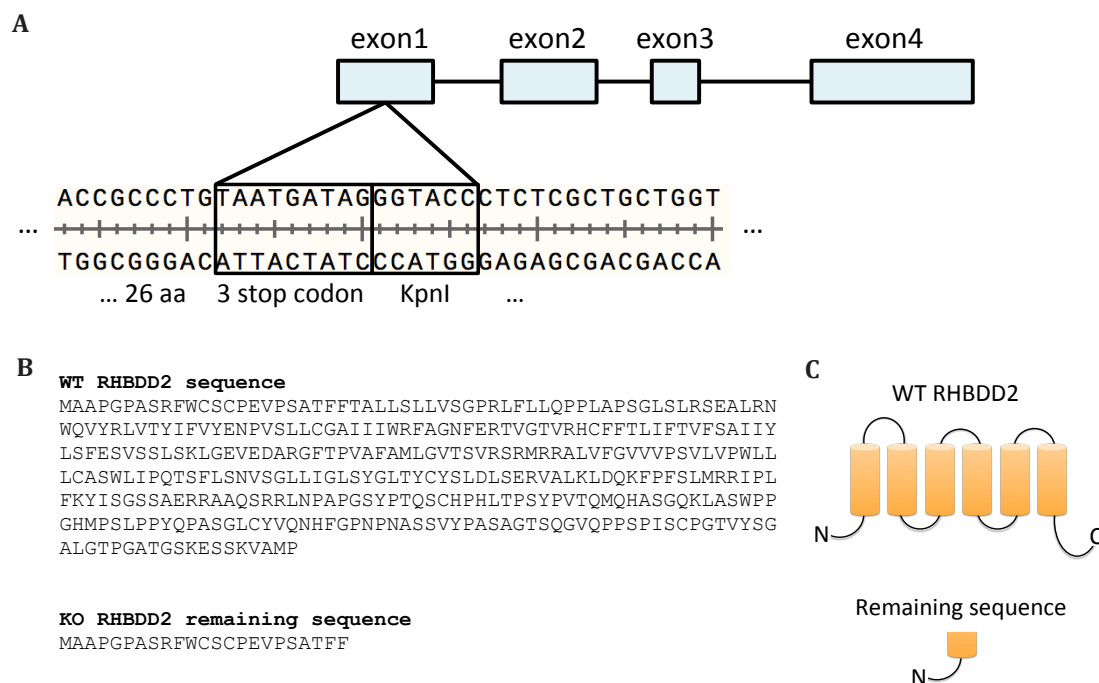 A
exon1 exon2 exon3 exon4
ACCGCCCTGTAATGATAGGGTACCCTCTCGCTGCTGGT
... ...
TGGCGGGACATTACTATCCCATGGGAGAGCGACGACCA
... 26 aa 3 stop codon KpnI ...
B
WT RHBDD2 sequence
MAAPGPASRFWCSCPEVPSATFFTALLSLLVSGPRLFLLQPPLAPSGLSLRSEALRN
WQVYRLVTYIFVYENPVSLLCGAIIIWRFAGNFERTVGTVRHCFFTLIFTVFSAIIY
LSFESVSSLSKLGEVEDARGFTPVAFAMLGVTSVRSRMRRALVFGVVVPSVLVPWLL
LCASWLIPQTSFLSNVSGLLIGLSYGLTYCYSLDLSERVALKLDQKFPFSLMRRIPL
FKYISGSSAERRAAQSRRLNPAPGSYPTQSCHPHLTPSYPVTQMQHASGQKLASWPP
GHMPSLPPYQPASGLCYVQNHFGPNPNASSVYPASAGTSQGVQPPSPISCPGTVYSG
ALGTPGATGSKESSKVAMP
KO RHBDD2 remaining sequence
MAAPGPASRFWCSCPEVPSATFF
C
WT RHBDD2
N C
Remaining sequence
N